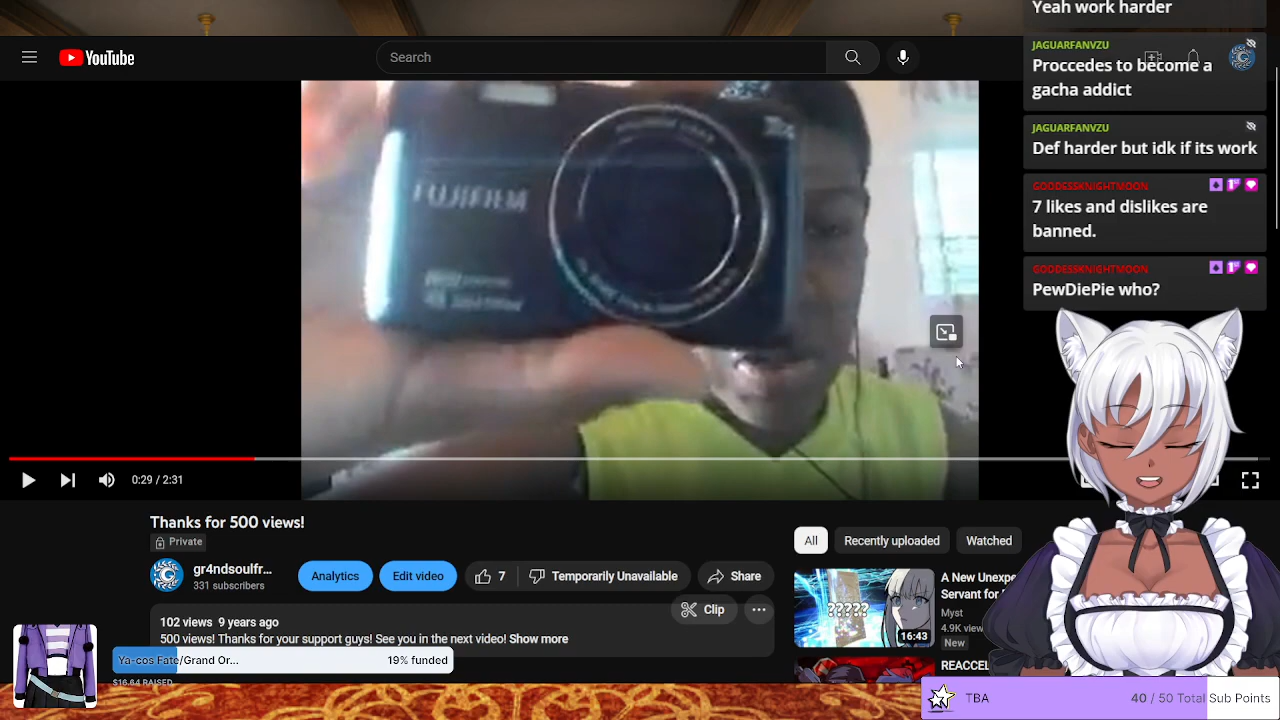 YouTube
Search
Yeah work harder
JAGUARFANVZU
Proccedes to become a
gacha addict
JAGUARFANVZU
Def harder but idk if its work
GODDESSKNIGHTMOON
7 likes and dislikes are
banned.
GODDESSKNIGHTMOON
PewDiePie who?
FUJIFILM
0:29 / 2:31
Thanks for 500 views!
Private
gr4ndsoulfr...
331 subscribers
Analytics
Edit video
7
Temporarily Unavailable
Share
Clip
102 views 9 years ago
500 views! Thanks for your support guys! See you in the next video! Show more
All
Recently uploaded
Watched
?????
16:43
A New Unexpe
Servant for
Myst
4.9K view
New
REACCEL
Ya-cos Fate/Grand Or...
19% funded
$16.64 RAISED
TBA
40 / 50 Total Sub Points